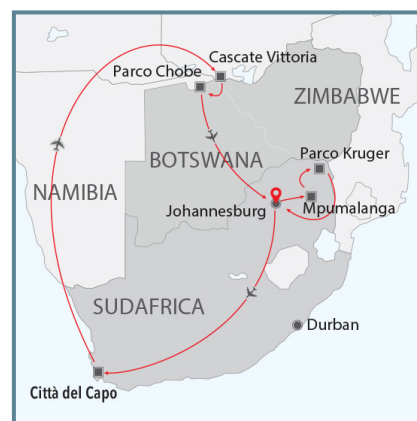 Cascate Vittoria
Parco Chobe
ZIMBABWE
BOTSWANA
Parco Kruger
NAMIBIA
Johannesburg
Mpumalanga
SUDAFRICA
Durban
Città del Capo